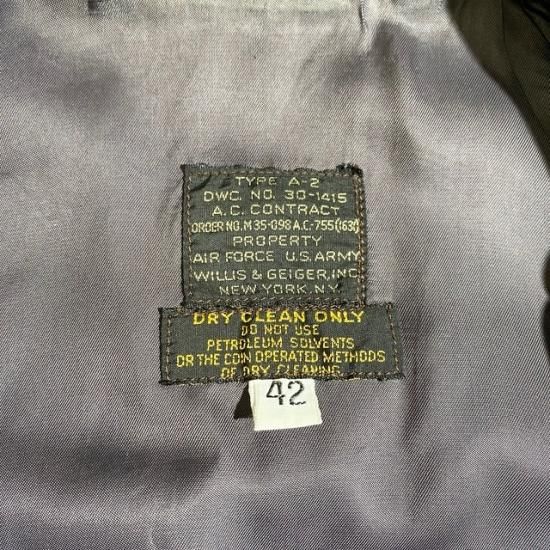 TYPE A-2
DWG. NO. 30-1415
A.C. CONTRACT
ORDER NO. M35-098 A.C.-755 (1631)
PROPERTY
AIR FORCE U.S. ARMY
WILLIS & GEIGER, INC
NEW YORK. N.Y.
DRY CLEAN ONLY
DO NOT USE
PETROLEUM SOLVENTS
OR THE COIN OPERATED METHODS
OF DRY CLEANING
42